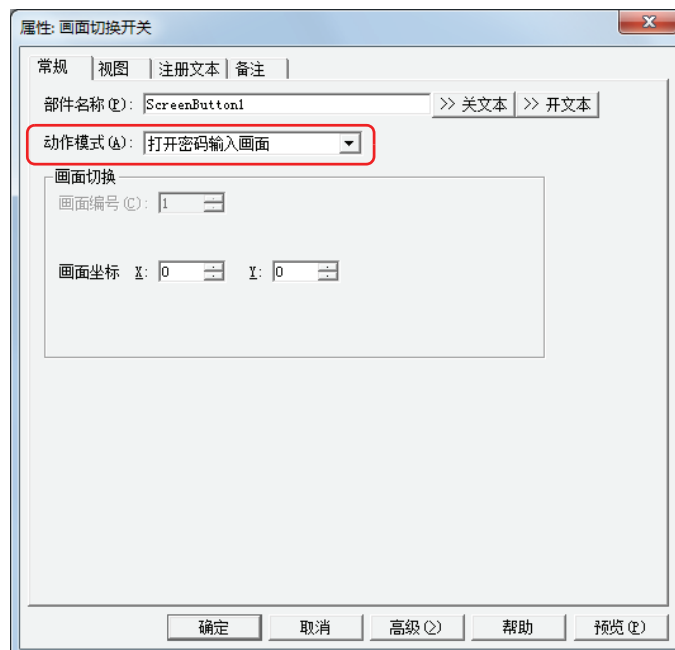 属性: 画面切换开关
常规 视图 注册文本 备注
部件名称(P): ScreenButton1 >> 关文本 >> 开文本
动作模式(A): 打开密码输入画面
画面切换
画面编号(C): 1
画面坐标 X: 0 Y: 0
确定 取消 高级(>) 帮助 预览(P)